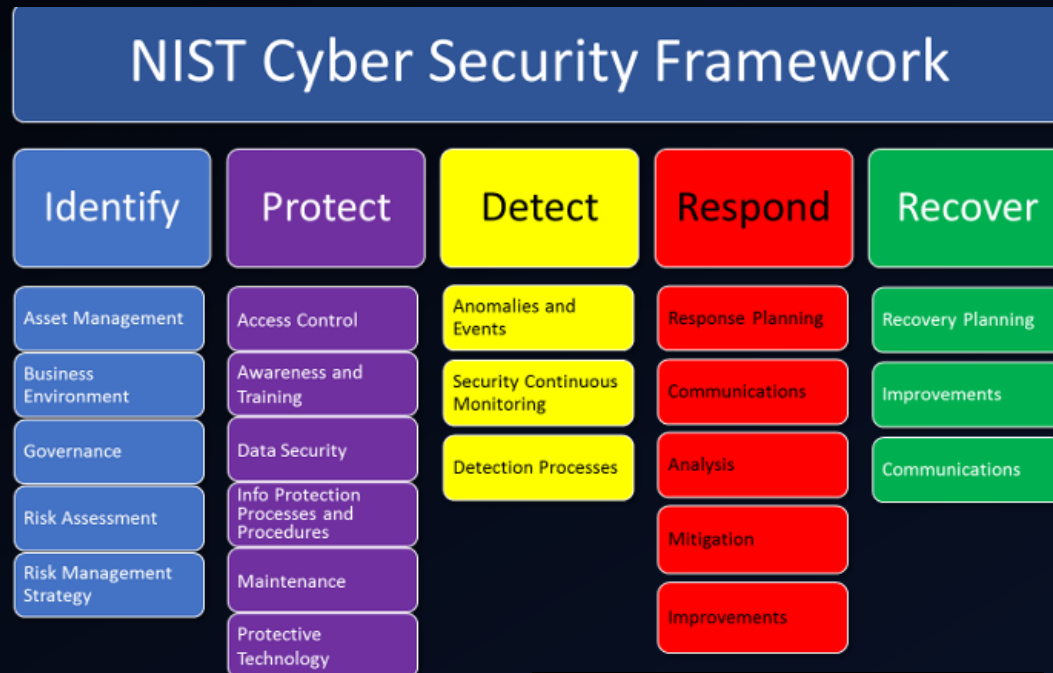 NIST Cyber Security Framework
Identify
Asset Management
Business
Environment
Governance
Risk Assessment
Risk Management
Strategy
Protect
Access Control
Awareness and
Training
Data Security
Info Protection
Processes and
Procedures
Maintenance
Protective
Technology
Detect
Anomalies and
Events
Security Continuous
Monitoring
Detection Processes
Respond
Response Planning
Communications
Analysis
Mitigation
Improvements
Recover
Recovery Planning
Improvements
Communications